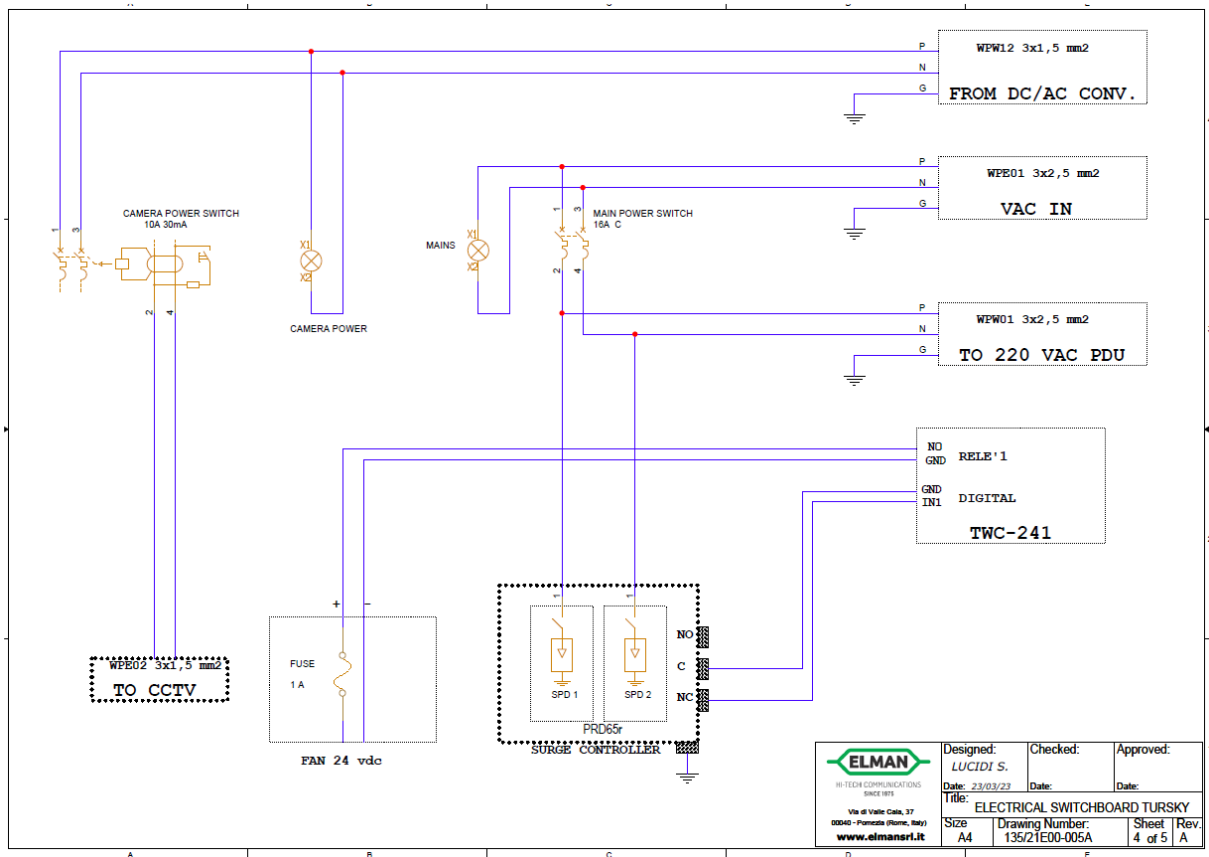 A B C D E
P WPW12 3x1,5 mm2
N
G FROM DC/AC CONV.
P WPE01 3x2,5 mm2
N
G VAC IN
CAMERA POWER SWITCH
10A 30mA
1 3
2 4
X1
X2
CAMERA POWER
MAINS
X1
X2
1 3
MAIN POWER SWITCH
16A C
2 4
P WPW01 3x2,5 mm2
N
G TO 220 VAC PDU
NO RELE'1
GND
GND DIGITAL
IN1
TWC-241
WPE02 3x1,5 mm2
TO CCTV
+ -
FUSE
1 A
FAN 24 vdc
1 1
NO
C
NC
SPD 1 SPD 2
PRD65r
SURGE CONTROLLER
ELMAN
HI-TECH COMMUNICATIONS
SINCE 1975
Via di Valle Caia, 37
00040 - Pomezia (Rome, Italy)
www.elmansrl.it
Designed: Checked: Approved:
LUCIDI S.
Date: 23/03/23 Date: Date:
Title: ELECTRICAL SWITCHBOARD TURSKY
Size Drawing Number: Sheet Rev.
A4 135/21E00-005A 4 of 5 A
A B C D E